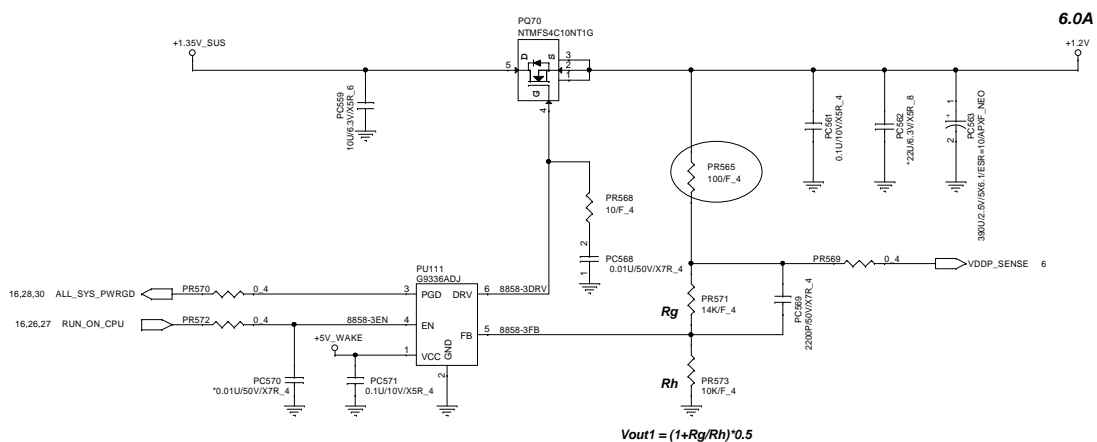 6.0A
PQ70
NTMFS4C10NT1G
+1.35V_SUS
+1.2V
D
S
G
5
3
2
1
4
PC559
10U/6.3V/X5R_6
PC561
0.1U/10V/X5R_4
PC562
*22U/6.3V/X5R_8
1
+
2
PC563
390U/2.5V/5X6.1/ESR=10/APXF_NEO
PR565
100/F_4
PR568
10/F_4
2
1
PC568
0.01U/50V/X7R_4
PR569
0_4
VDDP_SENSE 6
PU111
G9336ADJ
16,28,30 ALL_SYS_PWRGD
PR570
0_4
3
PGD
DRV
6
8858-3DRV
16,26,27 RUN_ON_CPU
PR572
0_4
8858-3EN
4
EN
FB
5
8858-3FB
+5V_WAKE
1
VCC
GND
2
PC570
*0.01U/50V/X7R_4
PC571
0.1U/10V/X5R_4
Rg
PR571
14K/F_4
PC569
2200P/50V/X7R_4
Rh
PR573
10K/F_4
Vout1 = (1+Rg/Rh)*0.5